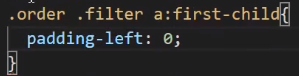 .order .filter a:first-child{
padding-left: 0;
}